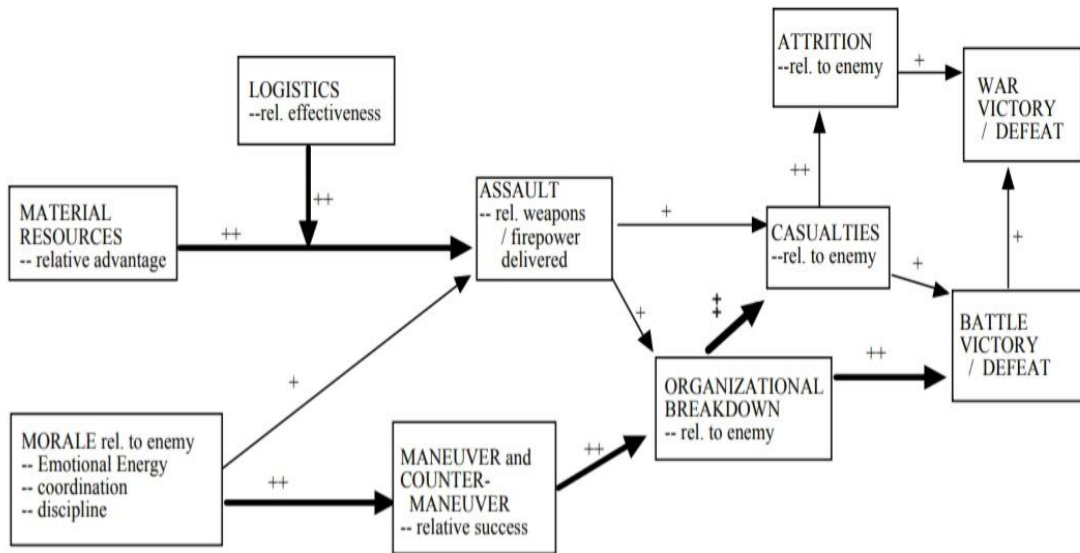 ATTRITION
--rel. to enemy
+
WAR
VICTORY
/ DEFEAT
LOGISTICS
--rel. effectiveness
++
++
MATERIAL
RESOURCES
-- relative advantage
++
ASSAULT
-- rel. weapons
/ firepower
delivered
+
CASUALTIES
--rel. to enemy
+
+
+
++
BATTLE
VICTORY
/ DEFEAT
++
ORGANIZATIONAL
BREAKDOWN
-- rel. to enemy
+
MORALE rel. to enemy
-- Emotional Energy
-- coordination
-- discipline
++
MANEUVER and
COUNTER-
MANEUVER
-- relative success
++